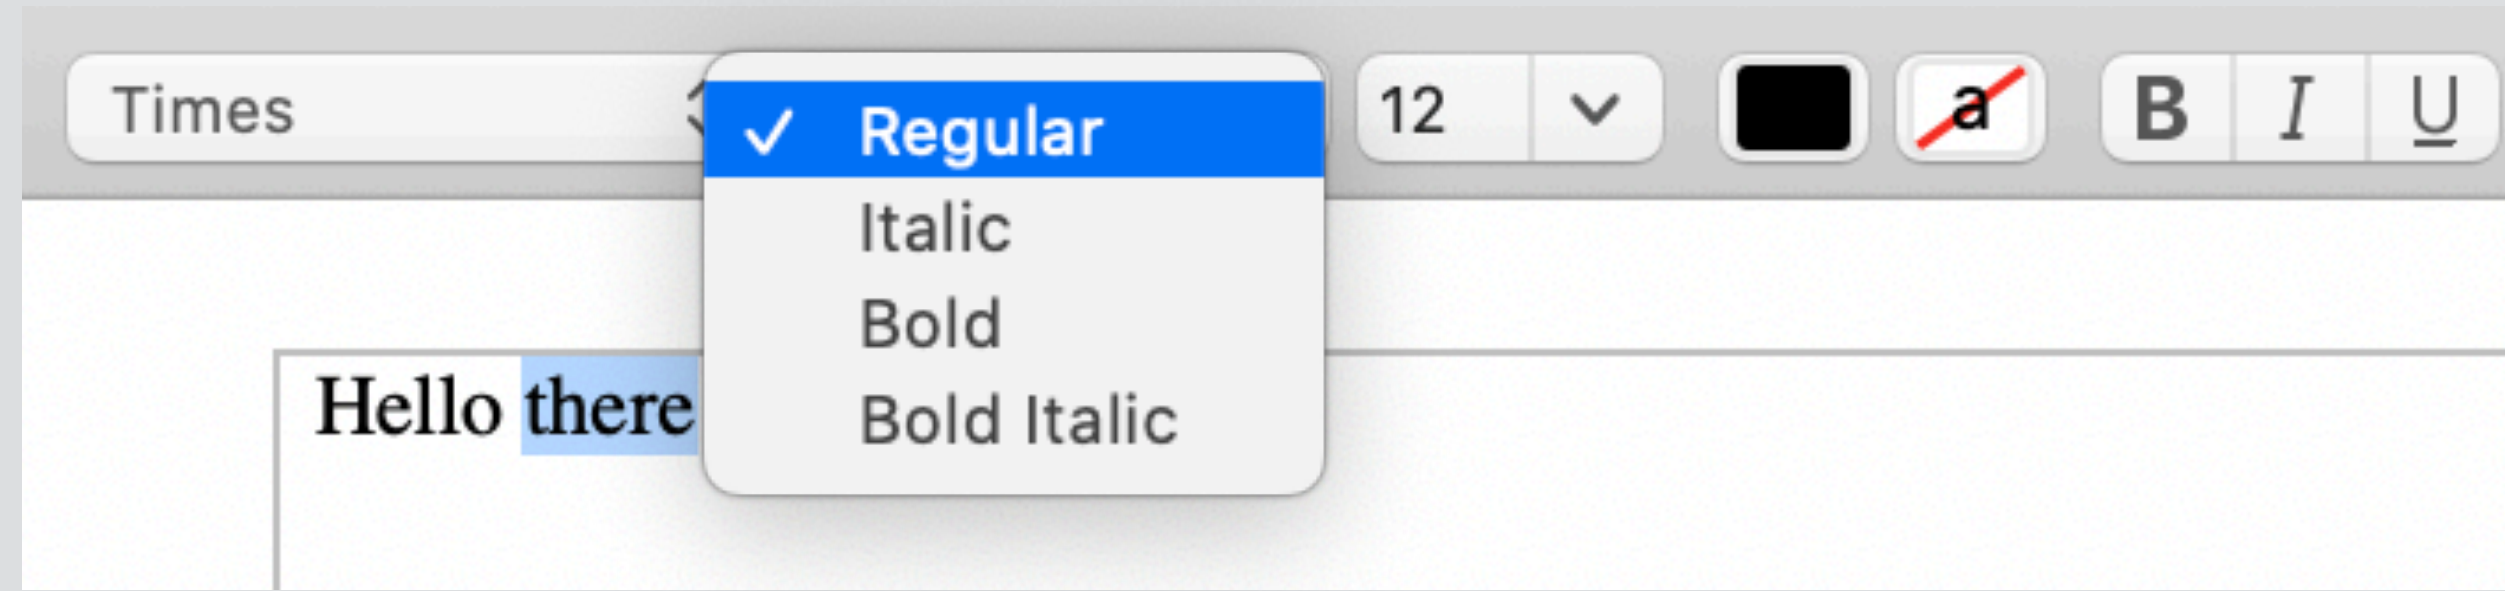 Times
12
a
B I U
Regular
Italic
Bold
Bold Italic
Hello there